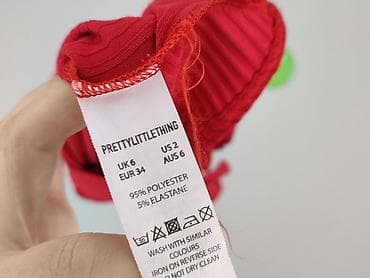 PRETTYLITTLETHING
UK 6 US 2
EUR 34 AUS 6
95% POLYESTER
5% ELASTANE
WASH WITH SIMILAR
COLOURS
IRON ON REVERSE SIDE
DO NOT DRY CLEAN